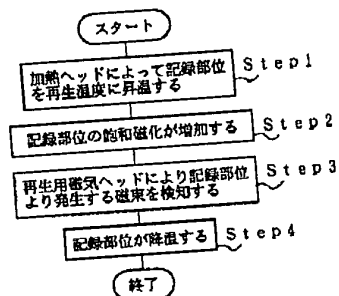 スタート
加熱ヘッドによって記録部位
を再生温度に昇温する
Step1
記録部位の飽和磁化が増加する
Step2
再生用磁気ヘッドにより記録部位
より発生する磁束を検知する
Step3
記録部位が降温する
Step4
終了